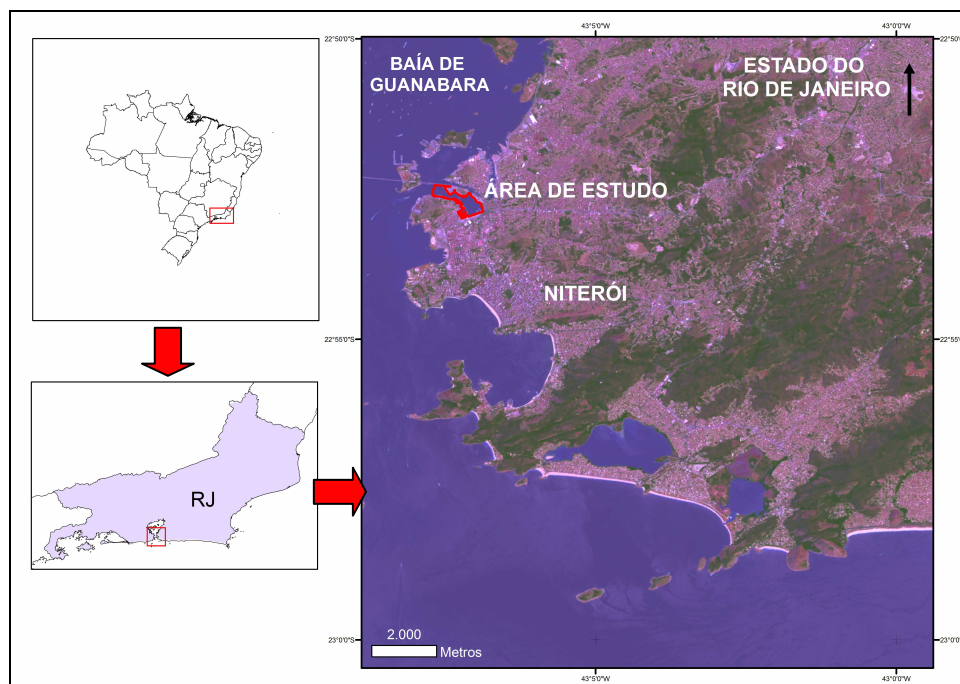 43°5'0"W
43°0'0"W
22°50'0"S
22°50'0"S
BAÍA DE
GUANABARA
ESTADO DO
RIO DE JANEIRO
ÁREA DE ESTUDO
NITERÓI
22°55'0"S
22°55'0"S
RJ
2.000
Metros
23°0'0"S
23°0'0"S
43°5'0"W
43°0'0"W